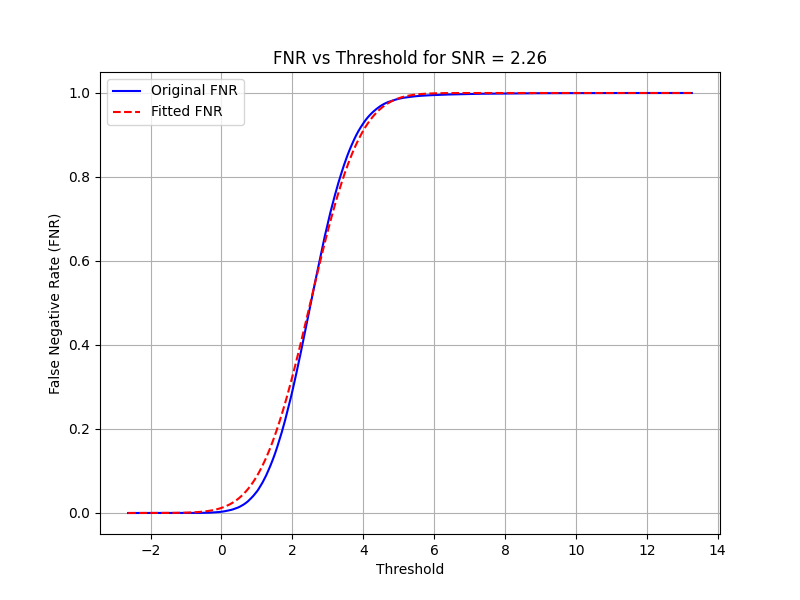 FNR vs Threshold for SNR = 2.26
Original FNR
Fitted FNR
False Negative Rate (FNR)
1.0
0.8
0.6
0.4
0.2
0.0
−2 0 2 4 6 8 10 12 14
Threshold